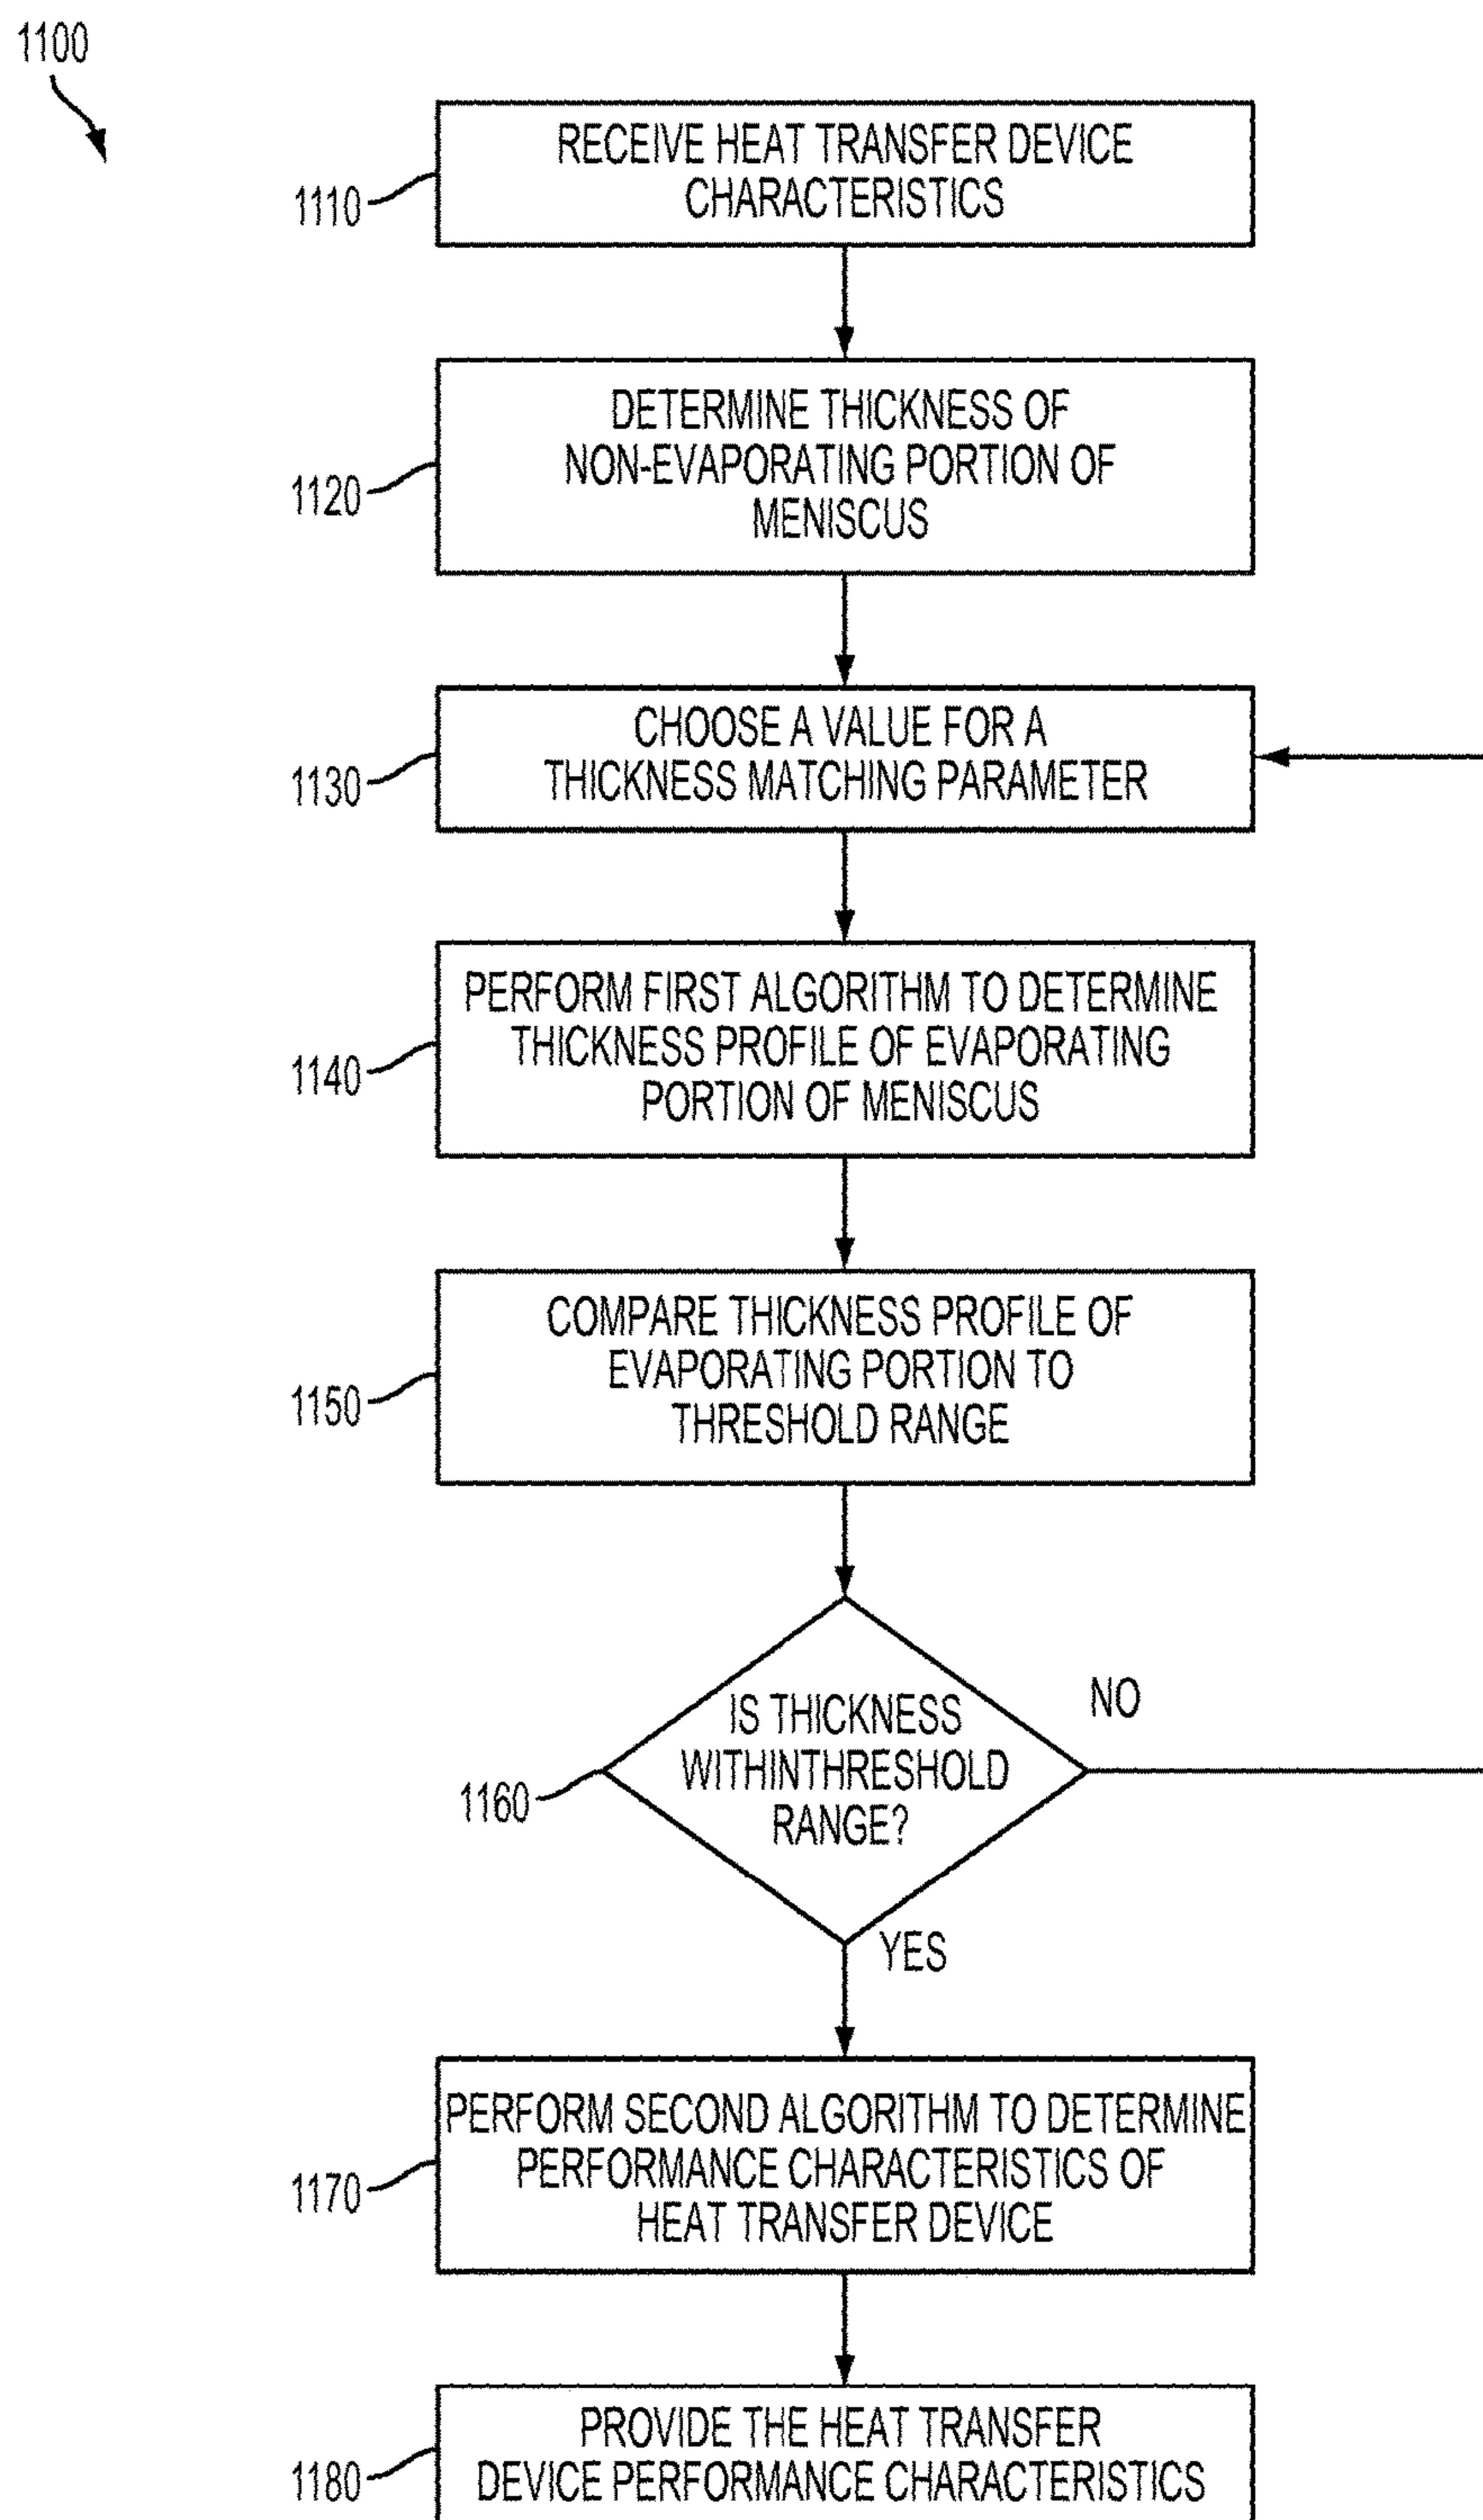 1100
RECEIVE HEAT TRANSFER DEVICE
CHARACTERISTICS
1110
DETERMINE THICKNESS OF
NON-EVAPORATING PORTION OF
MENISCUS
1120
CHOOSE A VALUE FOR A
THICKNESS MATCHING PARAMETER
1130
PERFORM FIRST ALGORITHM TO DETERMINE
THICKNESS PROFILE OF EVAPORATING
PORTION OF MENISCUS
1140
COMPARE THICKNESS PROFILE OF
EVAPORATING PORTION TO
THRESHOLD RANGE
1150
IS THICKNESS
WITHINTHRESHOLD
RANGE?
1160
NO
YES
PERFORM SECOND ALGORITHM TO DETERMINE
PERFORMANCE CHARACTERISTICS OF
HEAT TRANSFER DEVICE
1170
PROVIDE THE HEAT TRANSFER
DEVICE PERFORMANCE CHARACTERISTICS
1180